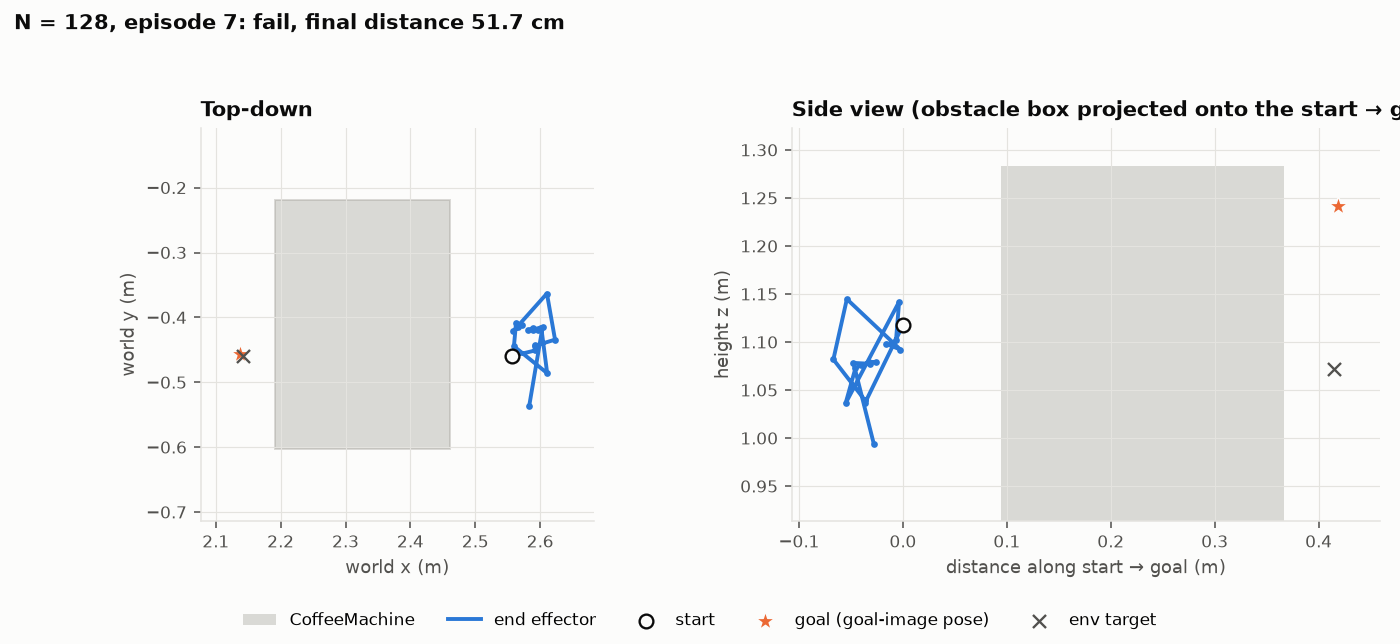 N = 128, episode 7: fail, final distance 51.7 cm
Top-down
−0.2
−0.3
−0.4
−0.5
−0.6
−0.7
world y (m)
2.1 2.2 2.3 2.4 2.5 2.6
world x (m)
Side view (obstacle box projected onto the start → g
1.30
1.25
1.20
1.15
1.10
1.05
1.00
0.95
height z (m)
−0.1 0.0 0.1 0.2 0.3 0.4
distance along start → goal (m)
CoffeeMachine end effector start goal (goal-image pose) env target